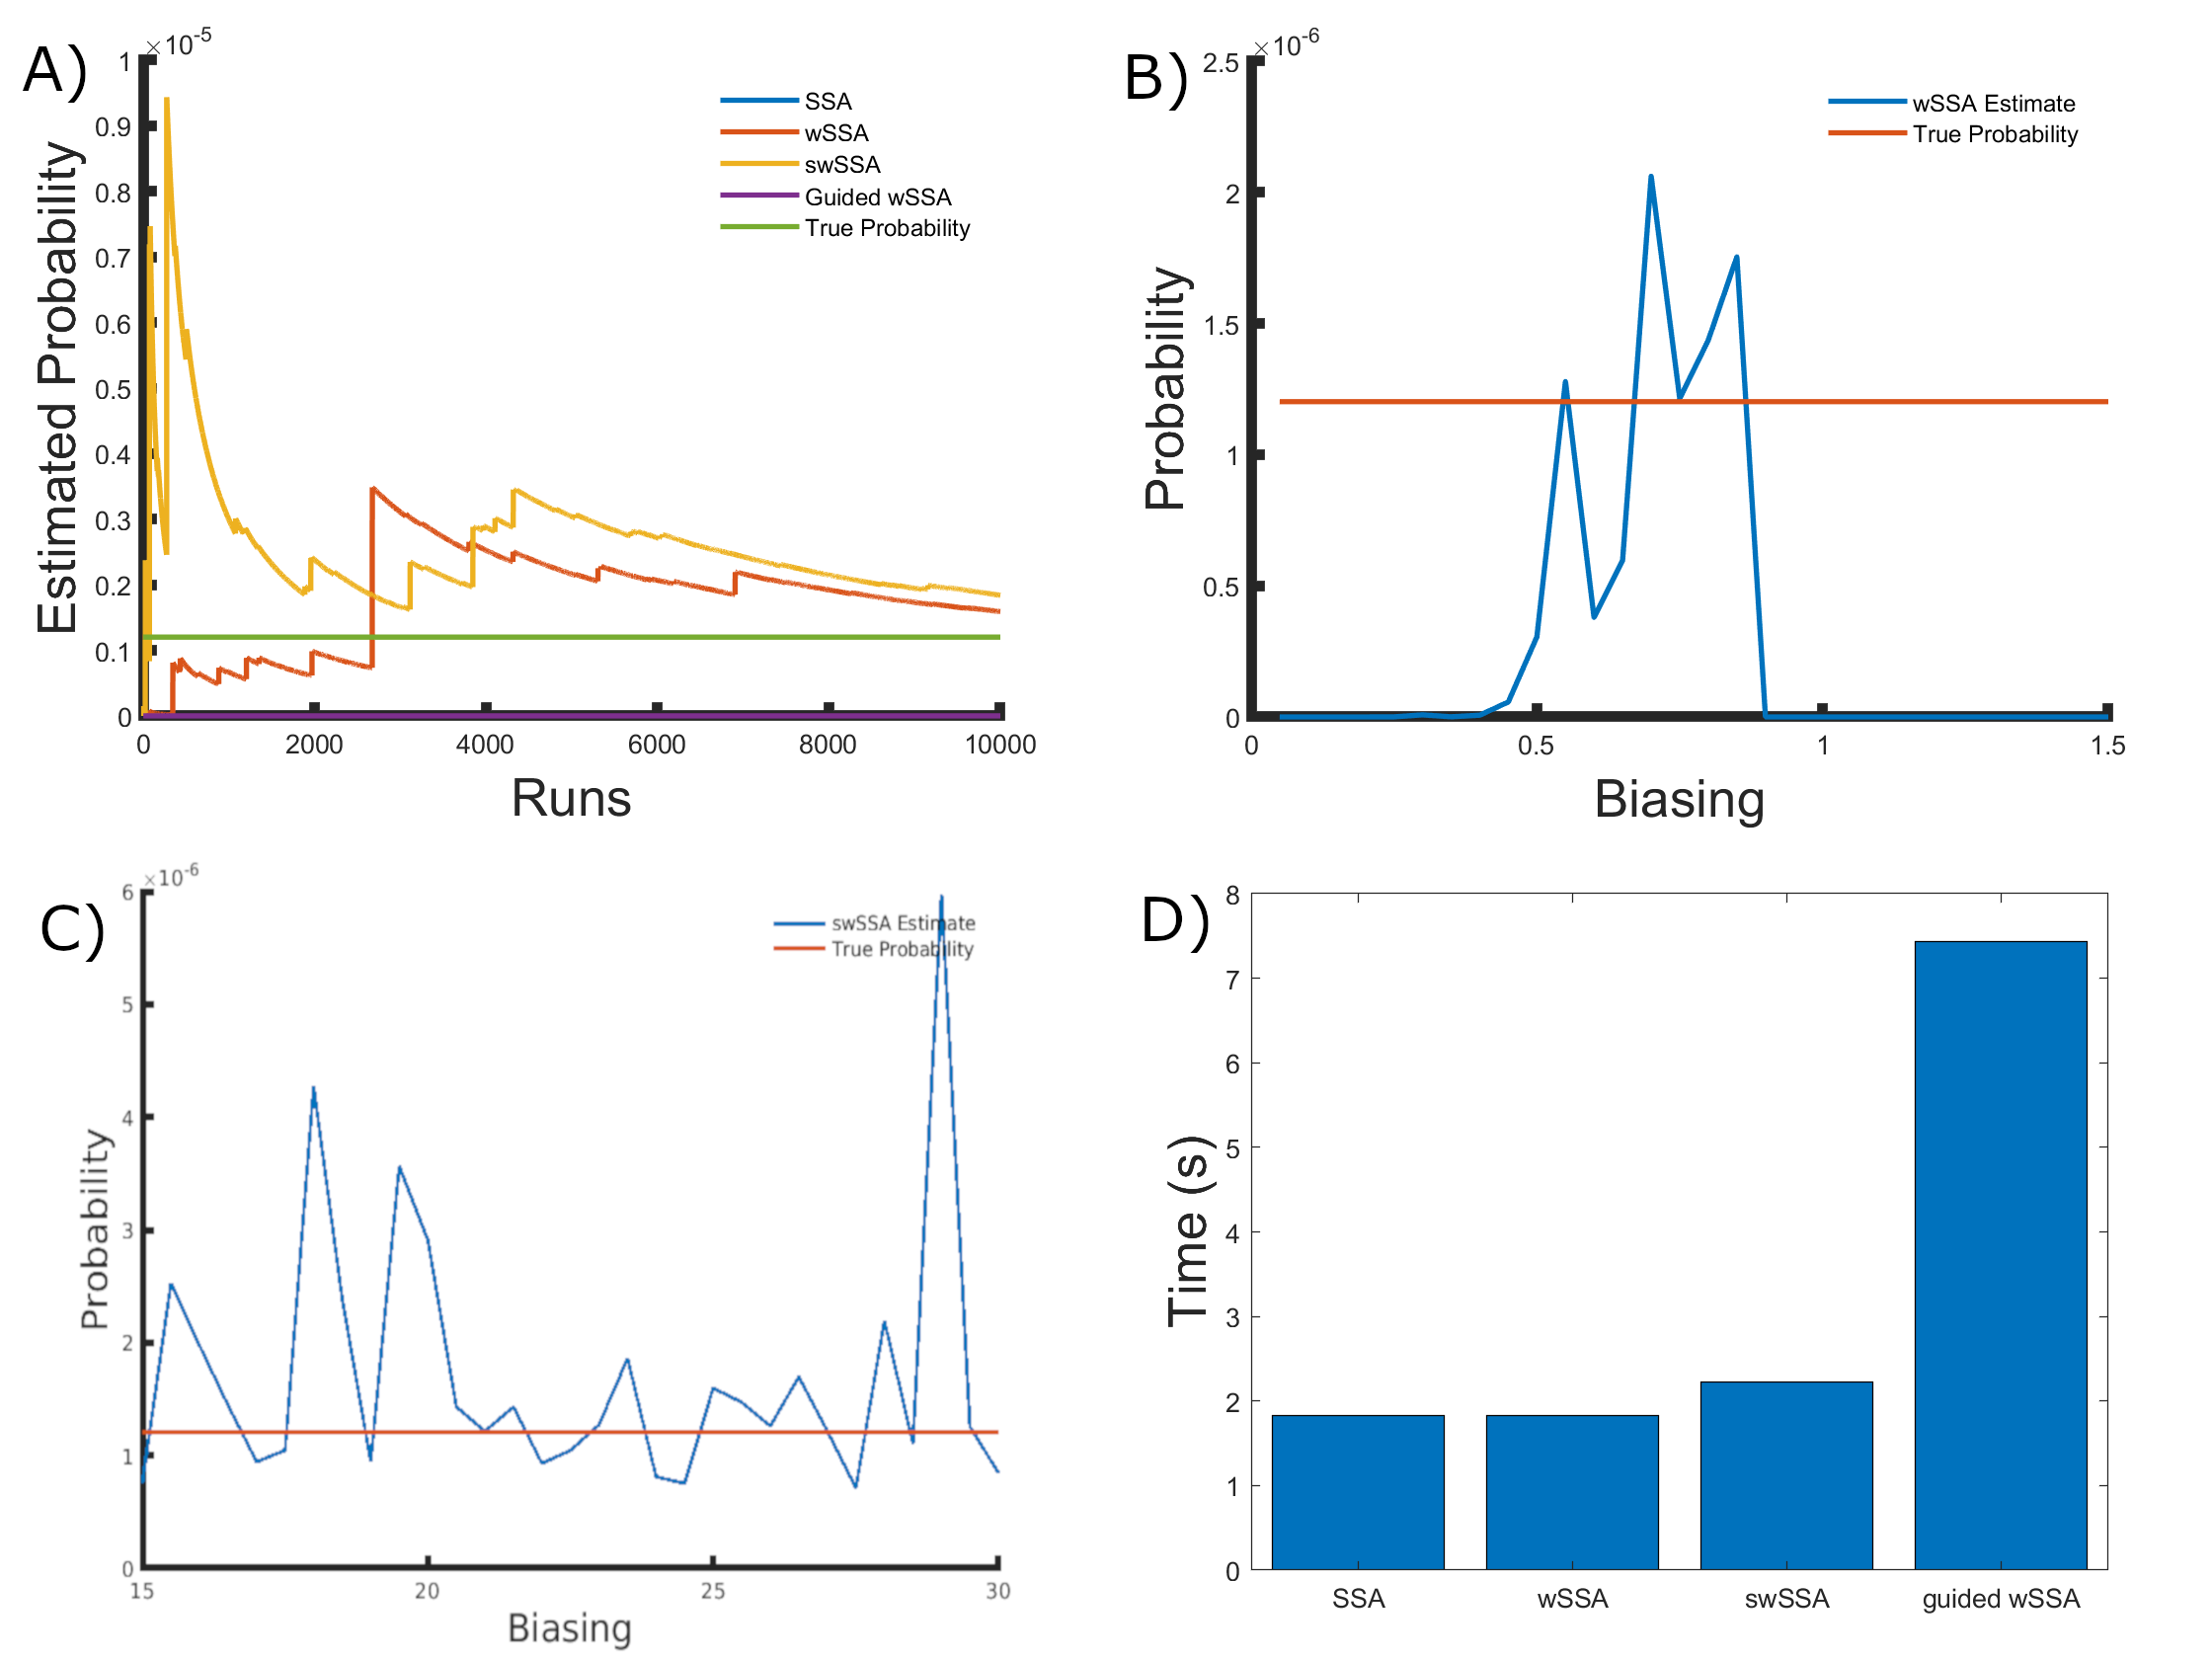 A)
×10-5
1
0.9
0.8
0.7
0.6
0.5
0.4
0.3
0.2
0.1
0
Estimated Probability
SSA
wSSA
swSSA
Guided wSSA
True Probability
0 2000 4000 6000 8000 10000
Runs
B)
×10-6
2.5
2
1.5
1
0.5
0
Probability
wSSA Estimate
True Probability
0 0.5 1 1.5
Biasing
C)
×10-6
6
5
4
3
2
1
0
Probability
swSSA Estimate
True Probability
15 20 25 30
Biasing
D)
8
7
6
5
4
3
2
1
0
Time (s)
SSA wSSA swSSA guided wSSA